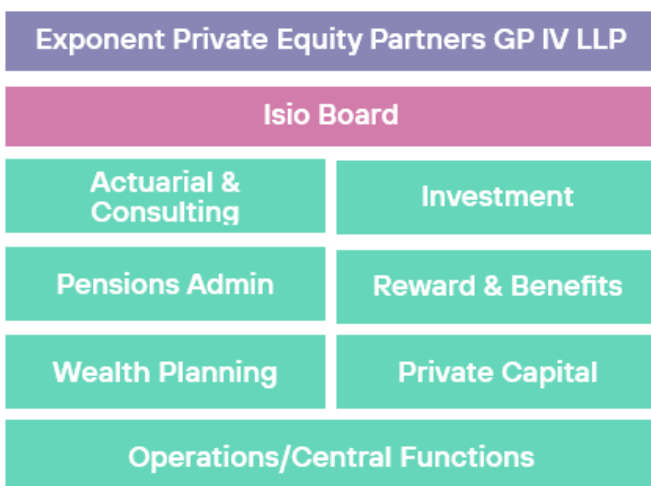 Exponent Private Equity Partners GP IV LLP
Isio Board
Actuarial &
Consulting
Investment
Pensions Admin
Reward & Benefits
Wealth Planning
Private Capital
Operations/Central Functions